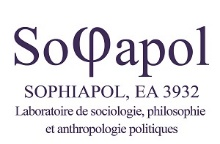 Soφapol
SOPHIAPOL, EA 3932
Laboratoire de sociologie, philosophie
et anthropologie politiques